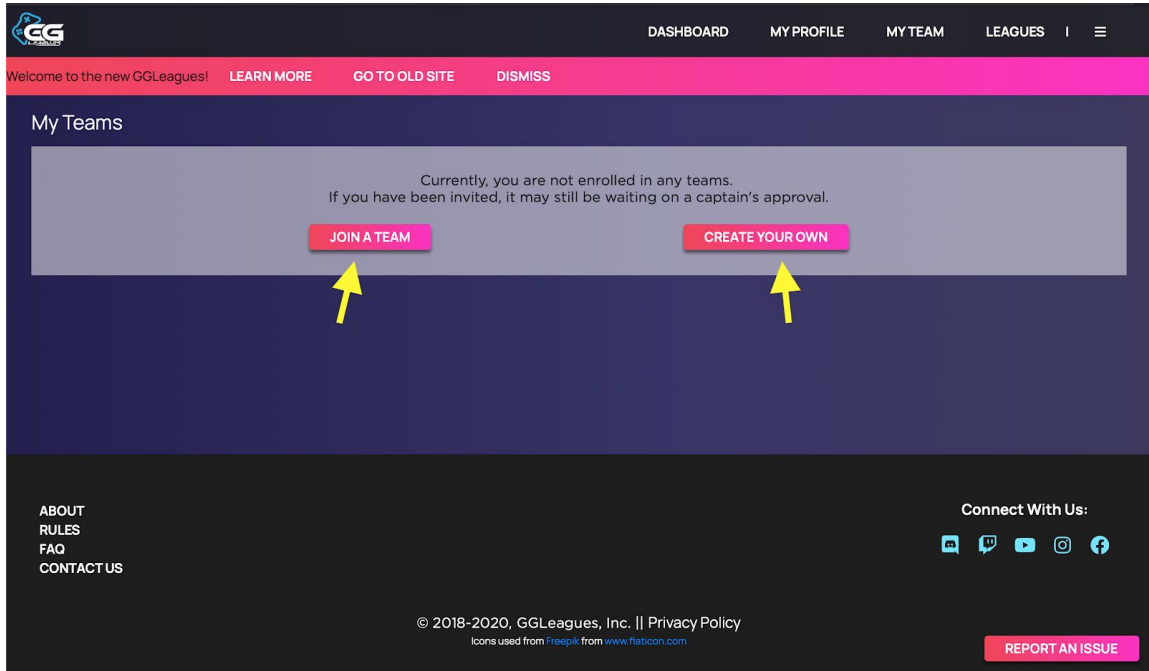 GG
LEAGUES
DASHBOARD MY PROFILE MY TEAM LEAGUES
Welcome to the new GGLeagues! LEARN MORE GO TO OLD SITE DISMISS
My Teams
Currently, you are not enrolled in any teams.
If you have been invited, it may still be waiting on a captain's approval.
JOIN A TEAM CREATE YOUR OWN
ABOUT
RULES
FAQ
CONTACT US
Connect With Us:
© 2018-2020, GGLeagues, Inc. || Privacy Policy
Icons used from Freepik from www.flaticon.com
REPORT AN ISSUE